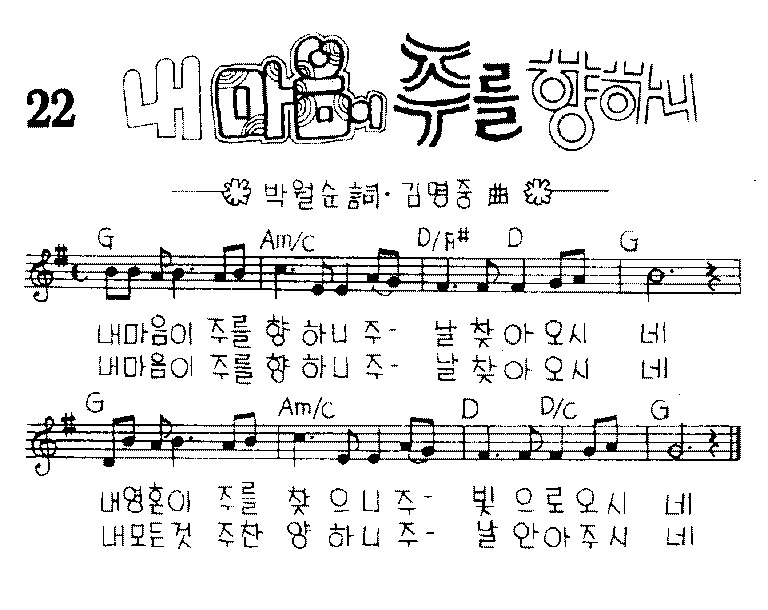 22
내 마음이 주를 향하니
박월순 詞 · 김명중 曲
G Am/C D/F# D G
내마음이 주를 향 하니 주- 날 찾아 오시 네
내마음이 주를 향 하니 주- 날 찾아 오시 네
G Am/C D D/C G
내영혼이 주를 찾 으니 주- 빛 으로 오시 네
내모든것 주찬 양 하니 주- 날 안아 주시 네